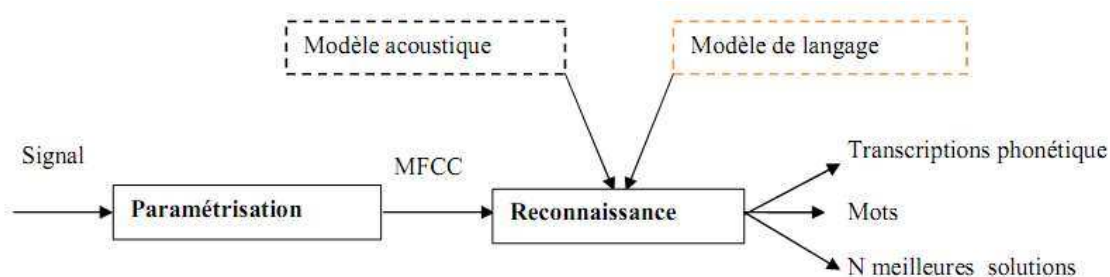 Modèle acoustique
Modèle de langage
Signal
MFCC
Paramétrisation
Reconnaissance
Transcriptions phonétique
Mots
N meilleures solutions